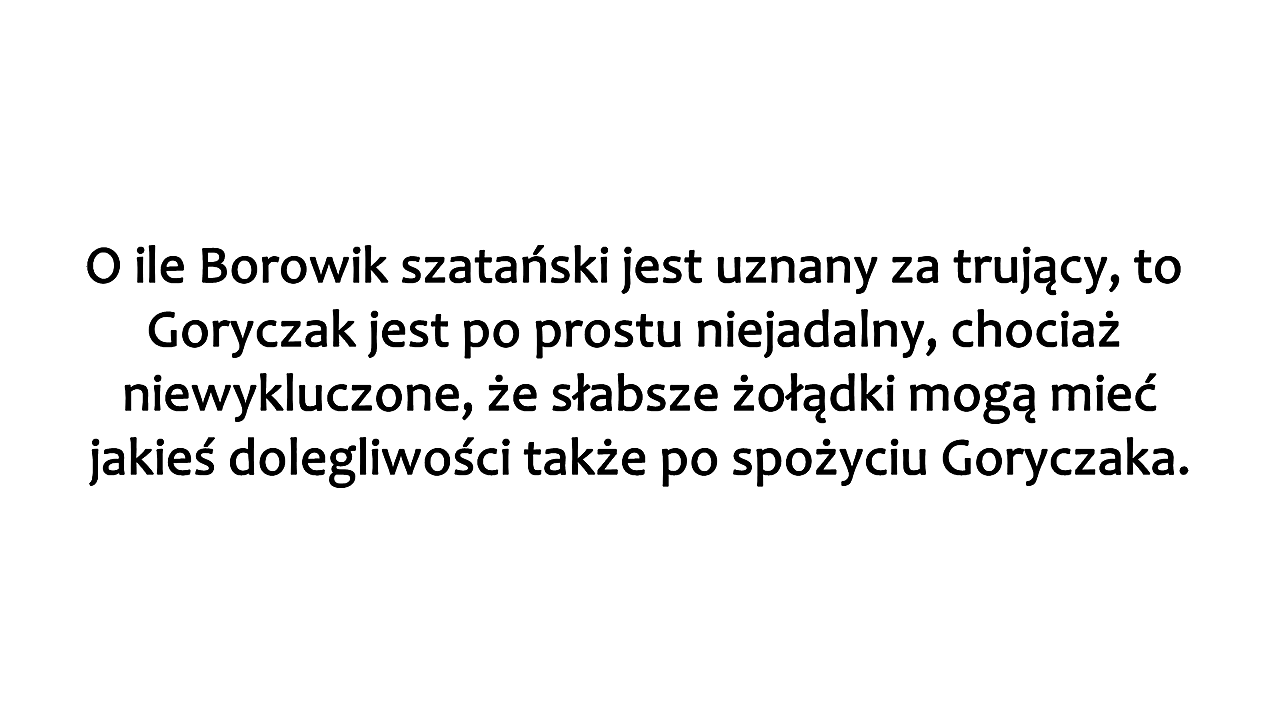 O ile Borowik szatański jest uznany za trujący, to
Goryczak jest po prostu niejadalny, chociaż
niewykluczone, że słabsze żołądki mogą mieć
jakieś dolegliwości także po spożyciu Goryczaka.